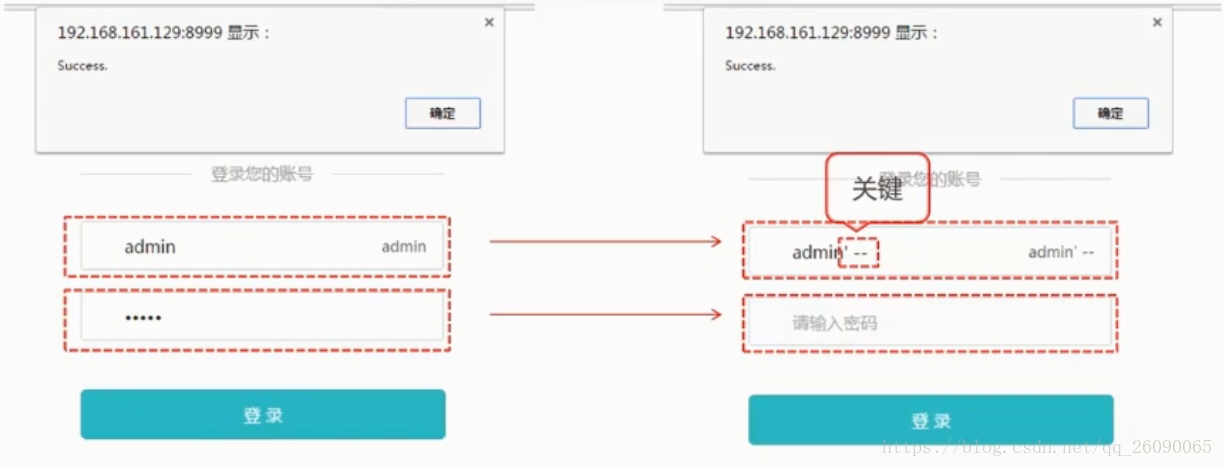 192.168.161.129:8999 显示：
×
Success.
确定
登录您的账号
admin
admin
•••••
登 录
192.168.161.129:8999 显示：
×
Success.
确定
登录您的账号
关键
admin' --
admin' --
请输入密码
登 录
https://blog.csdn.net/qq_26090065